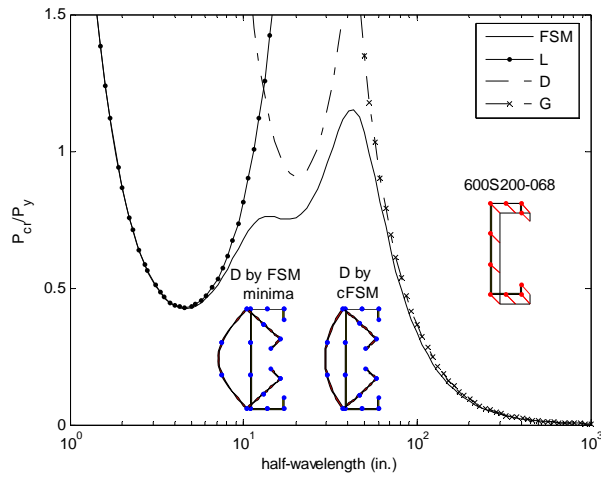 1.5
1
0.5
0
P_cr/P_y
FSM
L
D
G
600S200-068
D by FSM
minima
D by
cFSM
10^0
10^1
10^2
10^3
half-wavelength (in.)